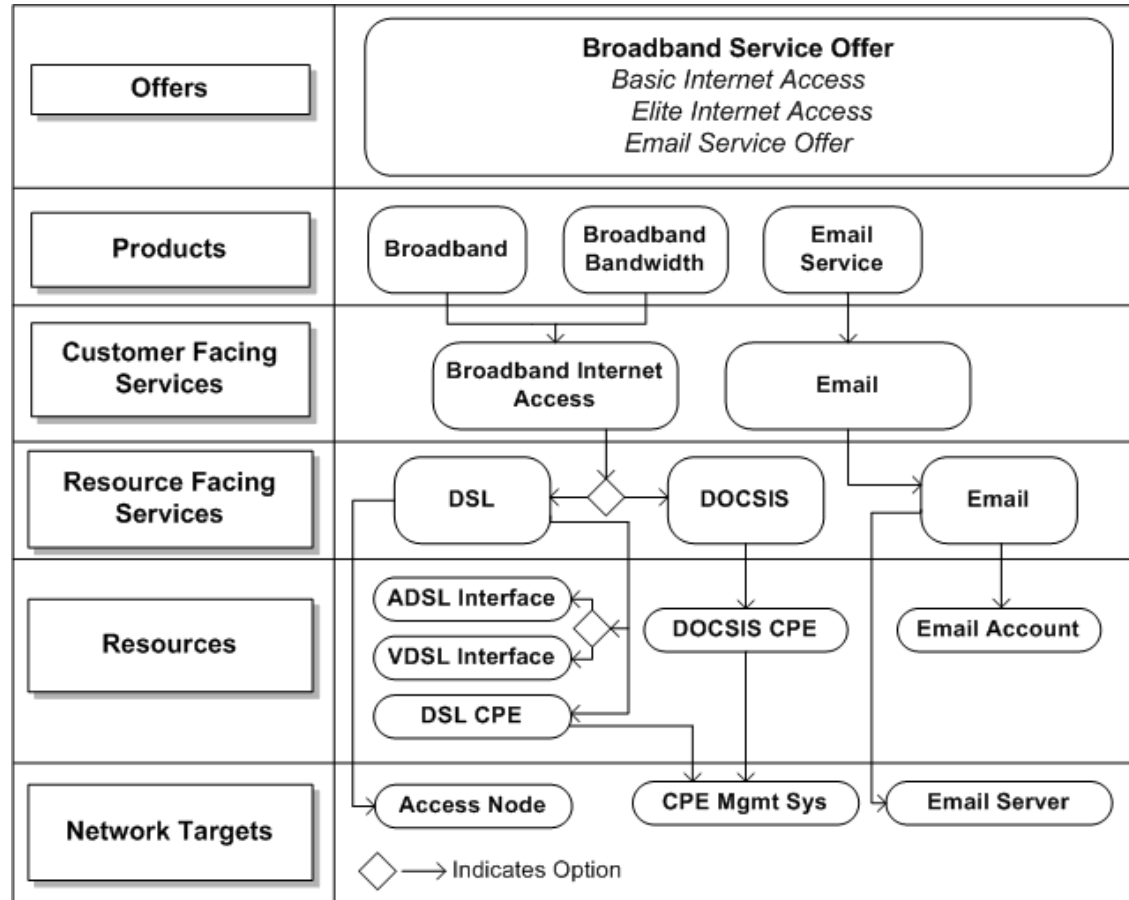 Offers
Broadband Service Offer
Basic Internet Access
Elite Internet Access
Email Service Offer
Products
Broadband
Broadband
Bandwidth
Email
Service
Customer Facing
Services
Broadband Internet
Access
Email
Resource Facing
Services
DSL
DOCSIS
Email
Resources
ADSL Interface
VDSL Interface
DSL CPE
DOCSIS CPE
Email Account
Network Targets
Access Node
CPE Mgmt Sys
Email Server
Indicates Option